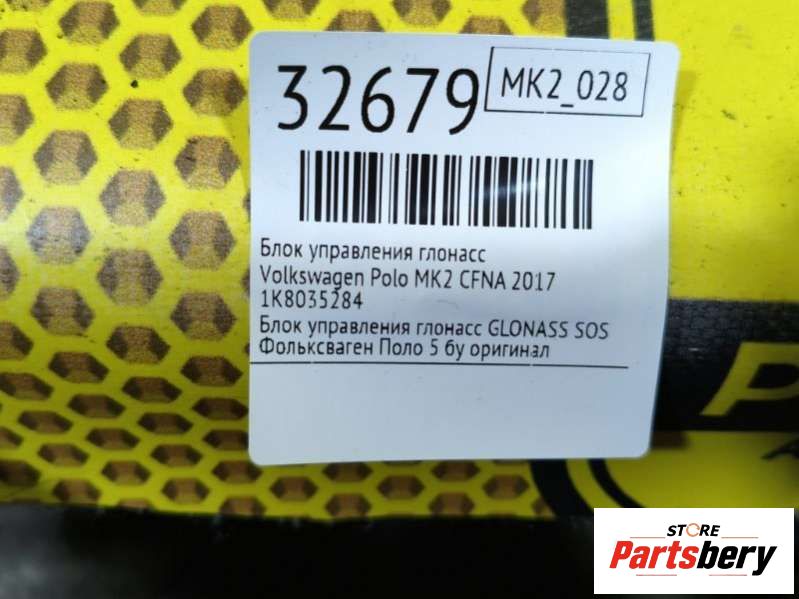 32679
MK2_028
Блок управления глонасс
Volkswagen Polo MK2 CFNA 2017
1K8035284
Блок управления глонасс GLONASS SOS
Фольксваген Поло 5 бу оригинал
STORE
Partsbery